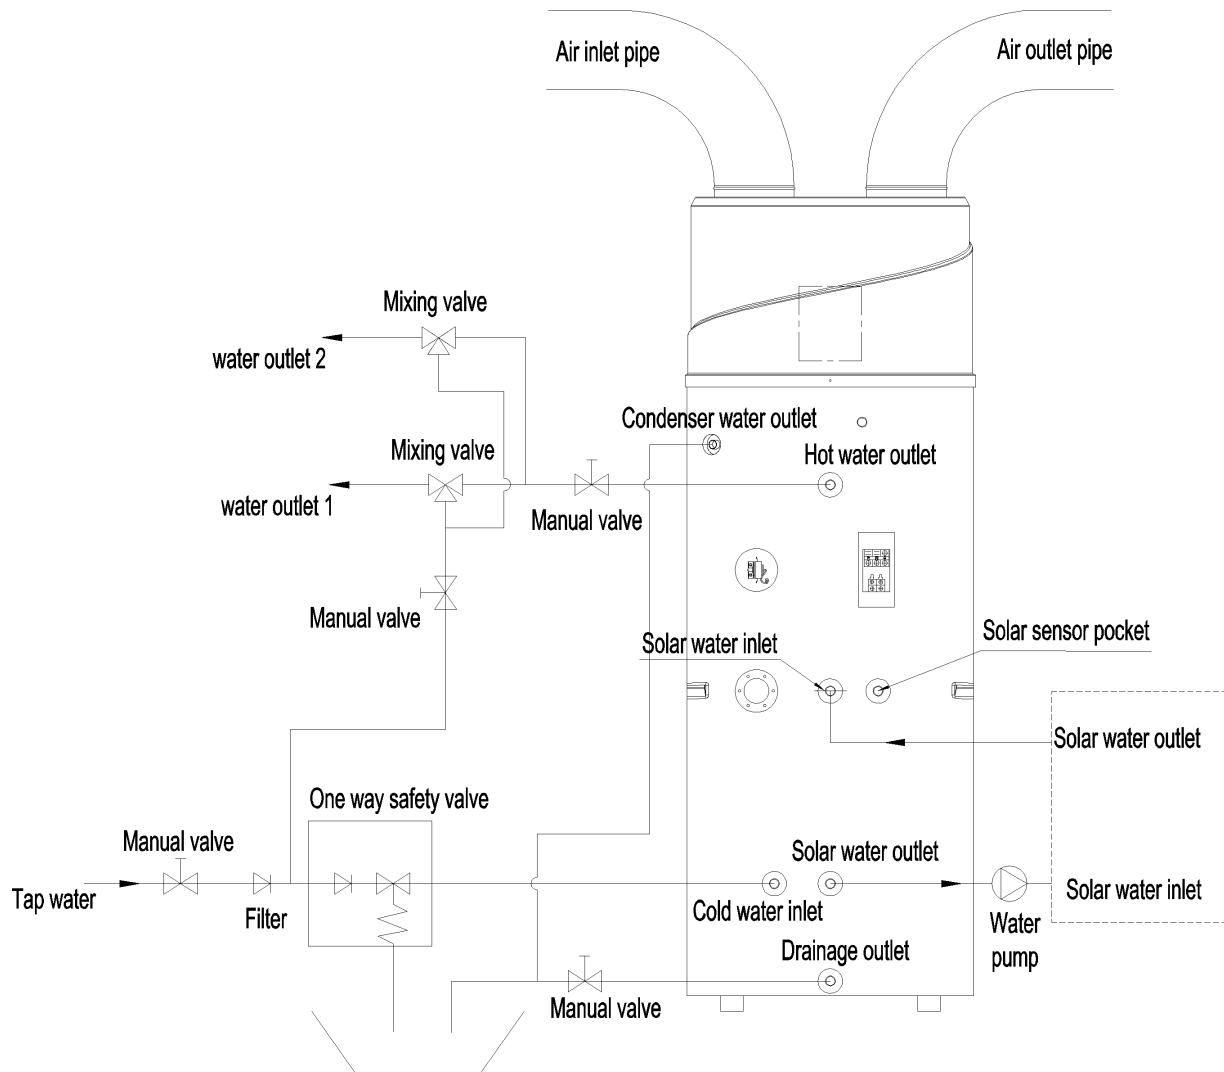 Air inlet pipe
Air outlet pipe
Mixing valve
water outlet 2
Condenser water outlet
Mixing valve
Hot water outlet
water outlet 1
Manual valve
Manual valve
Solar water inlet
Solar sensor pocket
Solar water outlet
One way safety valve
Manual valve
Solar water outlet
Tap water
Filter
Cold water inlet
Solar water inlet
Water
pump
Drainage outlet
Manual valve